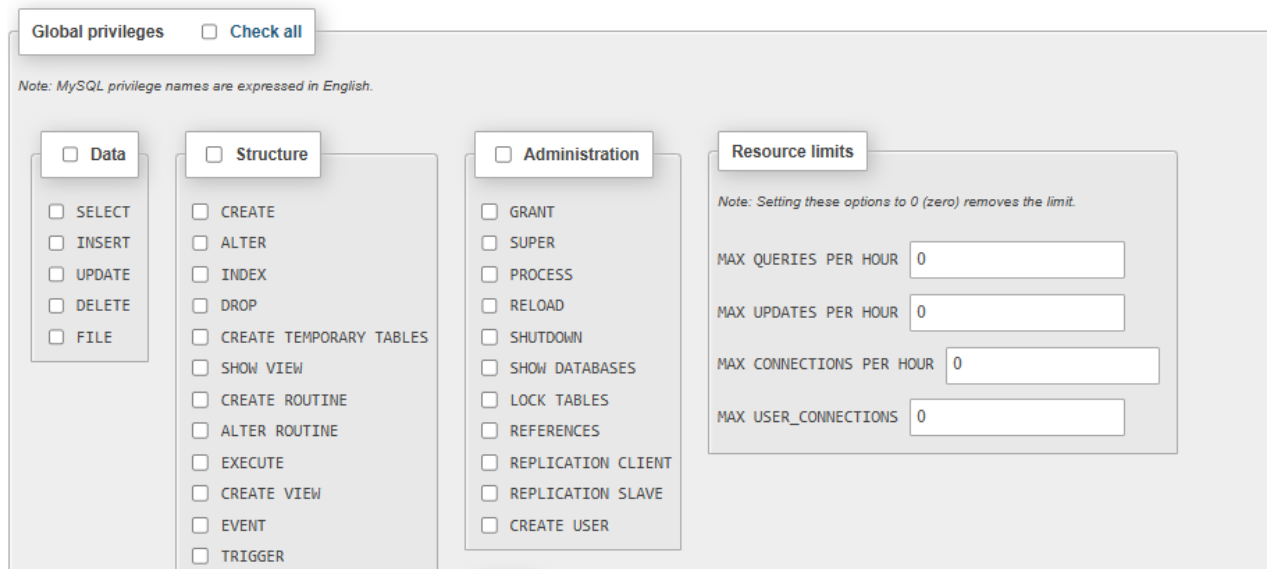 Global privileges Check all
Note: MySQL privilege names are expressed in English.
Data
SELECT
INSERT
UPDATE
DELETE
FILE
Structure
CREATE
ALTER
INDEX
DROP
CREATE TEMPORARY TABLES
SHOW VIEW
CREATE ROUTINE
ALTER ROUTINE
EXECUTE
CREATE VIEW
EVENT
TRIGGER
Administration
GRANT
SUPER
PROCESS
RELOAD
SHUTDOWN
SHOW DATABASES
LOCK TABLES
REFERENCES
REPLICATION CLIENT
REPLICATION SLAVE
CREATE USER
Resource limits
Note: Setting these options to 0 (zero) removes the limit.
MAX QUERIES PER HOUR 0
MAX UPDATES PER HOUR 0
MAX CONNECTIONS PER HOUR 0
MAX USER_CONNECTIONS 0